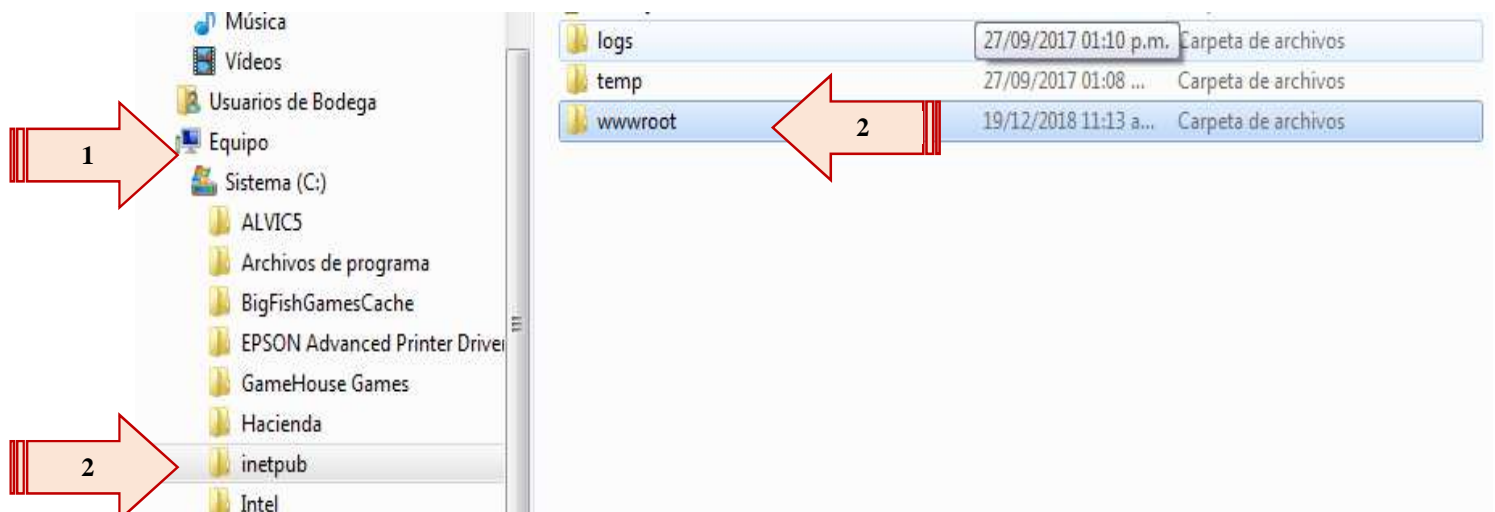 Música
Vídeos
Usuarios de Bodega
1
Equipo
Sistema (C:)
ALVIC5
Archivos de programa
BigFishGamesCache
EPSON Advanced Printer Driver
GameHouse Games
Hacienda
2
inetpub
Intel
logs 27/09/2017 01:10 p.m. Carpeta de archivos
temp 27/09/2017 01:08 ... Carpeta de archivos
wwwroot 2 19/12/2018 11:13 a... Carpeta de archivos